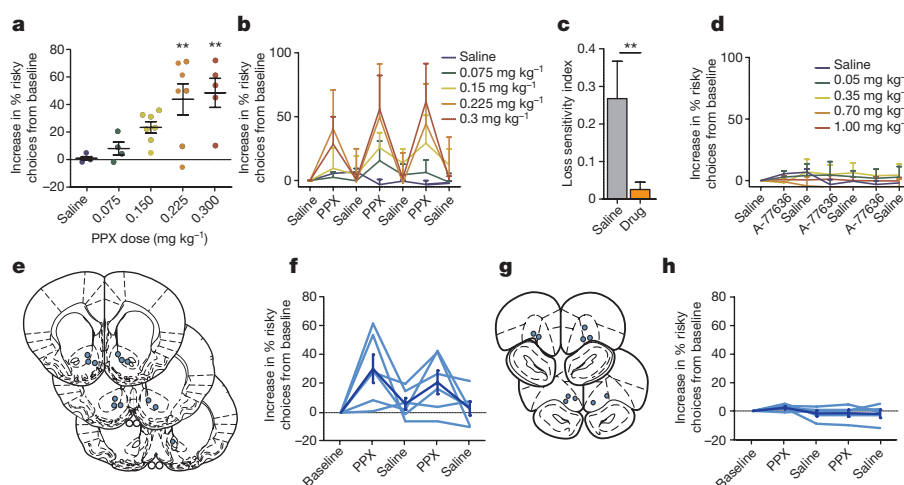 a
Increase in % risky
choices from baseline
80
60
40
20
0
−20
**
**
Saline
0.075
0.150
0.225
0.300
PPX dose (mg kg⁻¹)
b
Increase in % risky
choices from baseline
100
50
0
Saline
0.075 mg kg⁻¹
0.15 mg kg⁻¹
0.225 mg kg⁻¹
0.3 mg kg⁻¹
Saline
PPX
Saline
PPX
Saline
PPX
Saline
c
Loss sensitivity index
0.4
0.3
0.2
0.1
0
**
Saline
Drug
d
Increase in % risky
choices from baseline
100
50
0
Saline
0.05 mg kg⁻¹
0.35 mg kg⁻¹
0.70 mg kg⁻¹
1.00 mg kg⁻¹
Saline
A-77636
Saline
A-77636
Saline
A-77636
Saline
e
f
Increase in % risky
choices from baseline
80
60
40
20
0
−20
Baseline
PPX
Saline
PPX
Saline
g
h
Increase in % risky
choices from baseline
80
60
40
20
0
−20
Baseline
PPX
Saline
PPX
Saline